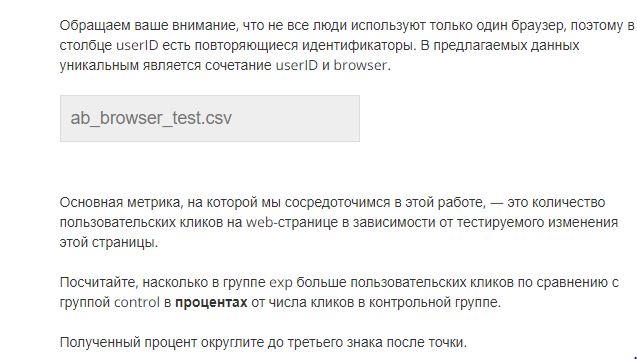 Обращаем ваше внимание, что не все люди используют только один браузер, поэтому в
столбце userID есть повторяющиеся идентификаторы. В предлагаемых данных
уникальным является сочетание userID и browser.
ab_browser_test.csv
Основная метрика, на которой мы сосредоточимся в этой работе, — это количество
пользовательских кликов на web-странице в зависимости от тестируемого изменения
этой страницы.
Посчитайте, насколько в группе exp больше пользовательских кликов по сравнению с
группой control в процентах от числа кликов в контрольной группе.
Полученный процент округлите до третьего знака после точки.